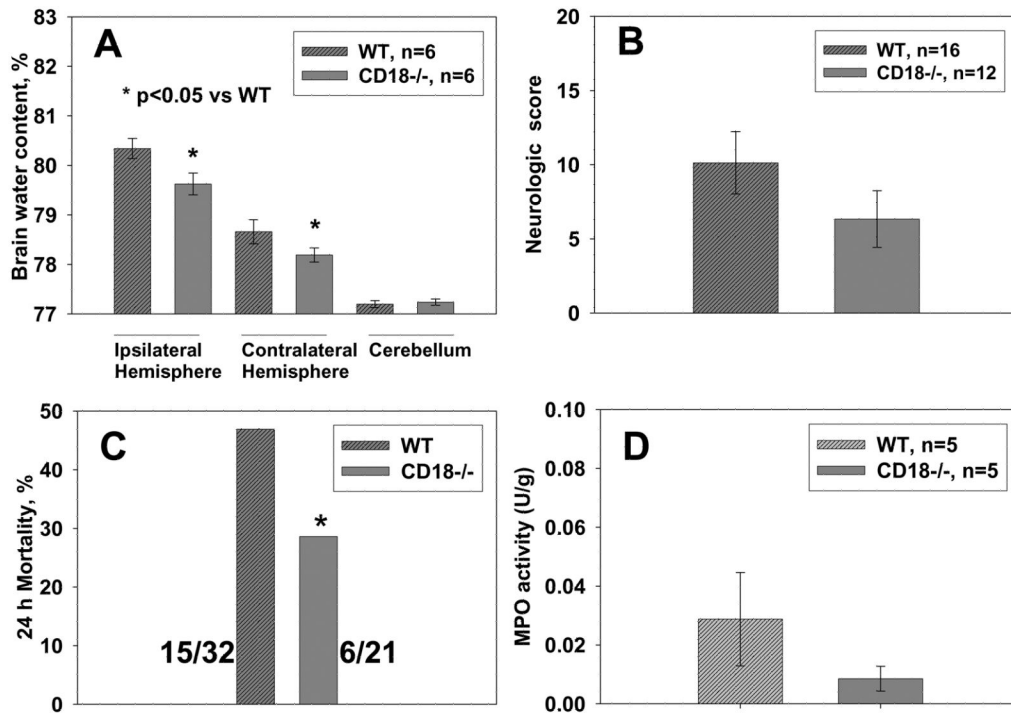 A
Brain water content, %
83
82
81
80
79
78
77
WT, n=6
CD18-/-, n=6
* p<0.05 vs WT
*
*
Ipsilateral
Hemisphere
Contralateral
Hemisphere
Cerebellum
B
Neurologic score
20
15
10
5
0
WT, n=16
CD18-/-, n=12
C
24 h Mortality, %
50
40
30
20
10
0
WT
CD18-/-
*
15/32
6/21
D
MPO activity (U/g)
0.10
0.08
0.06
0.04
0.02
0.00
WT, n=5
CD18-/-, n=5